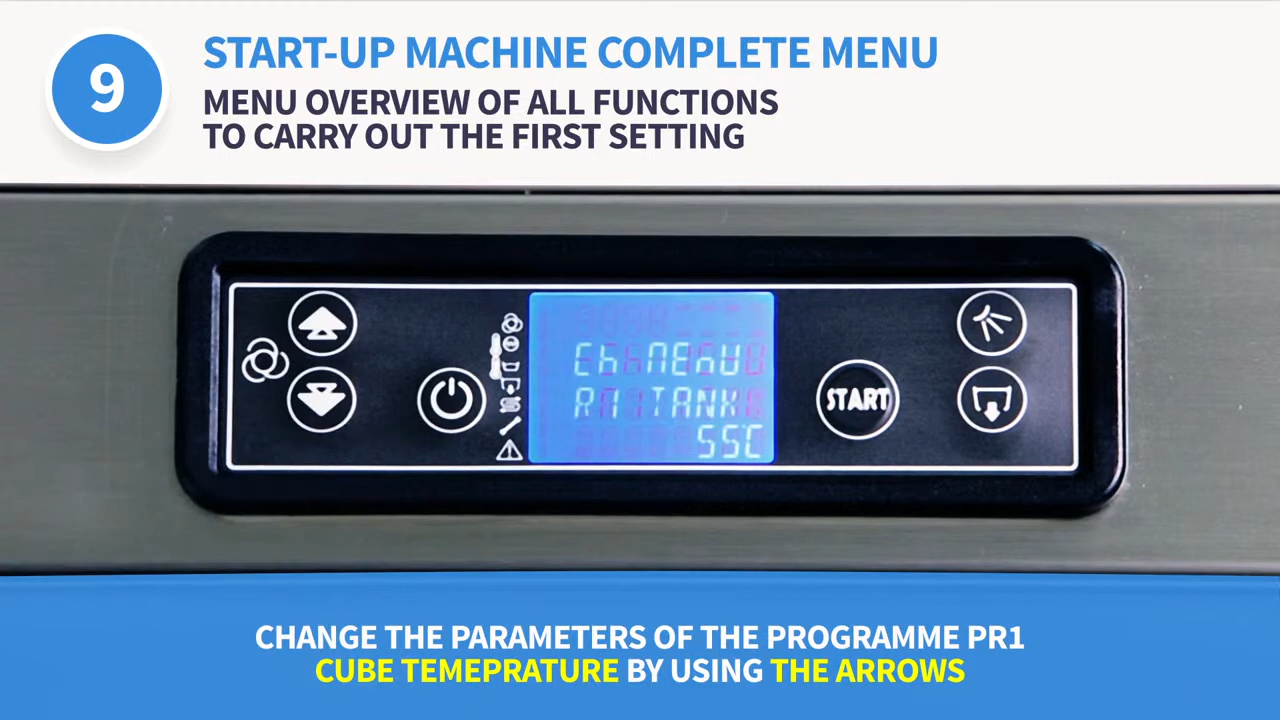 9
START-UP MACHINE COMPLETE MENU
MENU OVERVIEW OF ALL FUNCTIONS
TO CARRY OUT THE FIRST SETTING
START
SSC
CHANGE THE PARAMETERS OF THE PROGRAMME PR1
CUBE TEMEPRATURE BY USING THE ARROWS